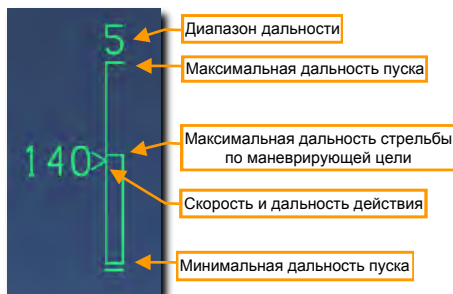 5
Диапазон дальности
Максимальная дальность пуска
140>
Максимальная дальность стрельбы
по маневрирующей цели
Скорость и дальность действия
Минимальная дальность пуска